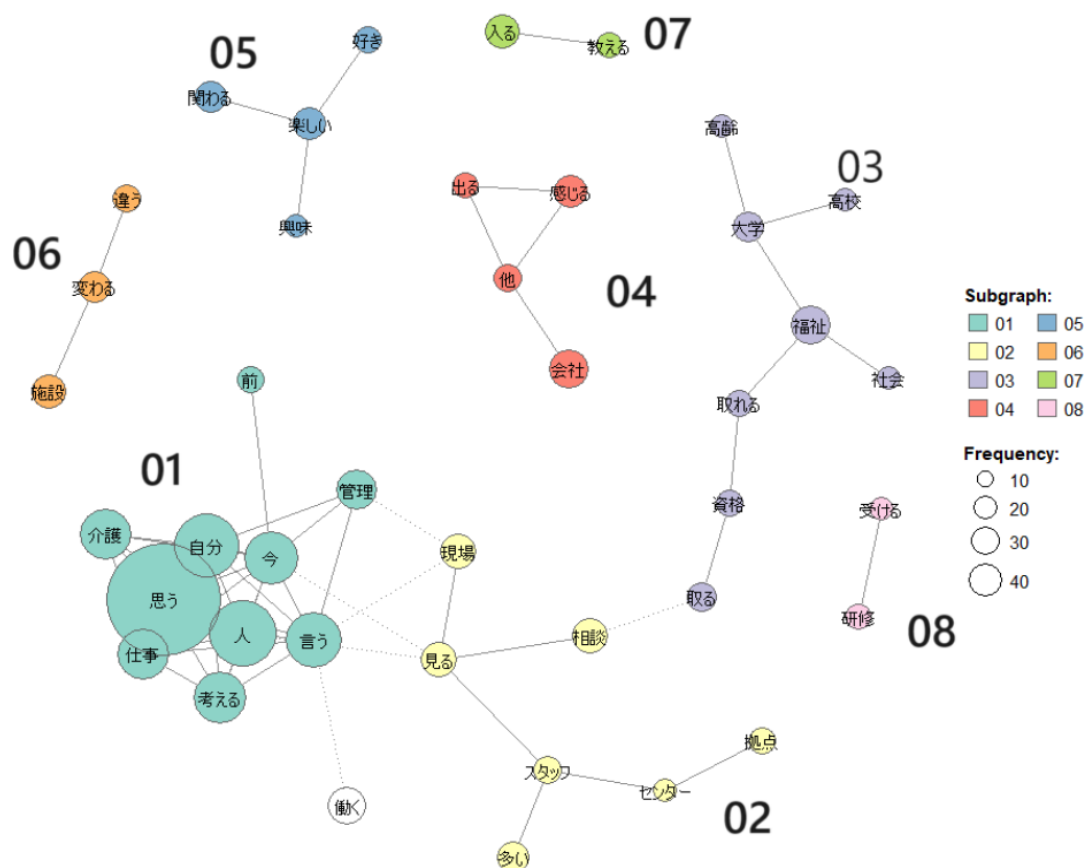 07
入る
教える
05
好き
関わる
楽しい
興味
高齢
03
高校
大学
出る
感じる
他
04
会社
福祉
社会
取れる
資格
取る
違う
06
変わる
施設
前
01
管理
介護
自分
今
現場
思う
人
言う
仕事
考える
見る
相談
働く
スタッフ
センター
拠点
多い
02
受ける
研修
08
Subgraph:
01 05
02 06
03 07
04 08
Frequency:
10
20
30
40